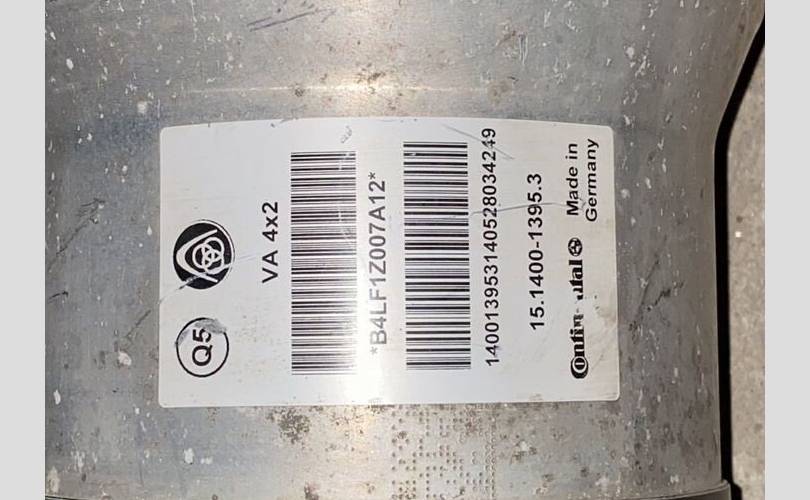 Q5
VA 4x2
*B4LF1Z007A12*
14001395314052803424​9
15.1400-1395.3
Made in
Germany